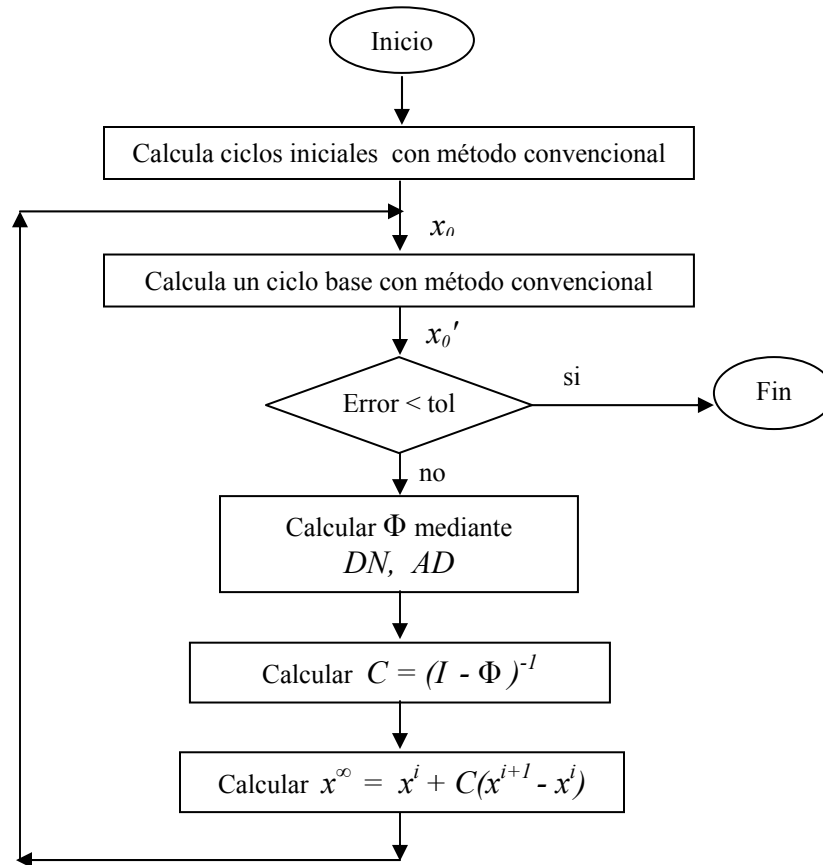 Inicio
Calcula ciclos iniciales con método convencional
x₀
Calcula un ciclo base con método convencional
x₀'
Error < tol
si
Fin
no
Calcular Φ mediante
DN, AD
Calcular C = (I - Φ )⁻¹
Calcular x^∞ = x^i + C(x^{i+1} - x^i)